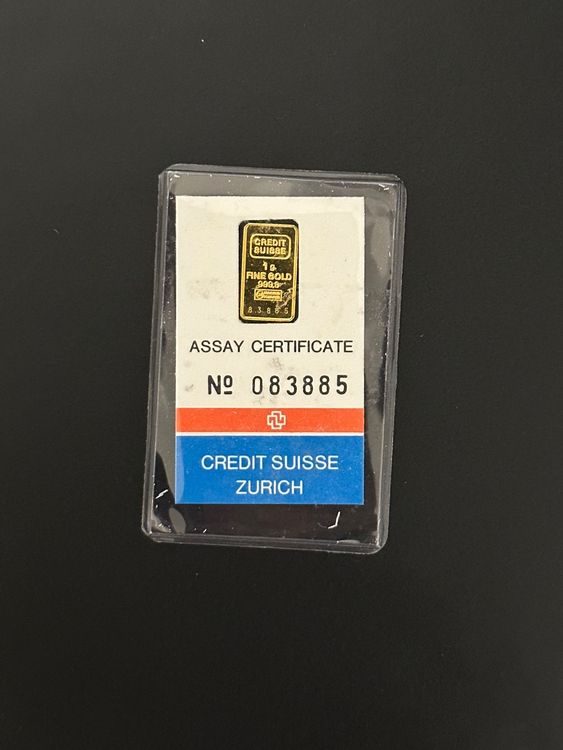 CREDIT
SUISSE
1 g
FINE GOLD
999.9
83885
ASSAY CERTIFICATE
Nº 083885
CREDIT SUISSE
ZURICH